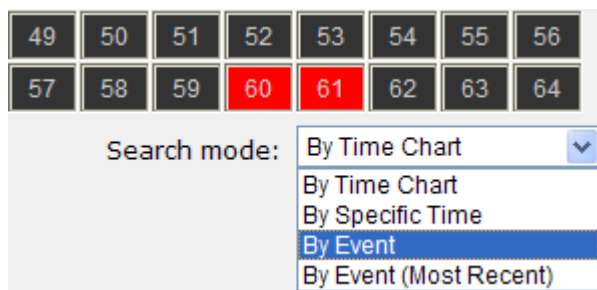 49 50 51 52 53 54 55 56
57 58 59 60 61 62 63 64
Search mode: By Time Chart
By Time Chart
By Specific Time
By Event
By Event (Most Recent)